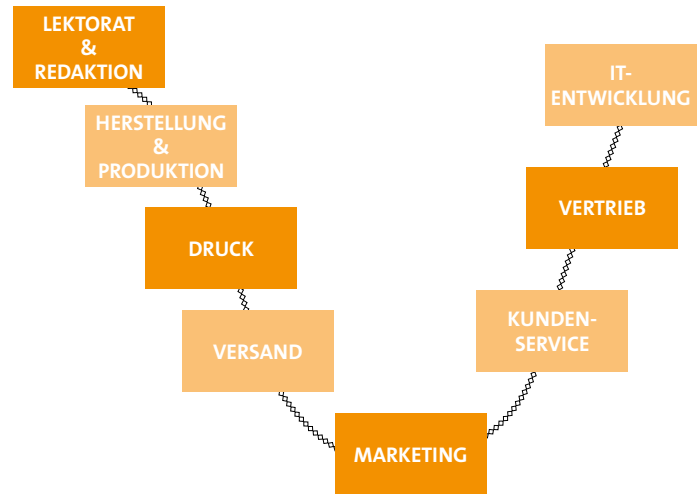 LEKTORAT
&
REDAKTION
HERSTELLUNG
&
PRODUKTION
DRUCK
VERSAND
MARKETING
KUNDEN-
SERVICE
VERTRIEB
IT-
ENTWICKLUNG